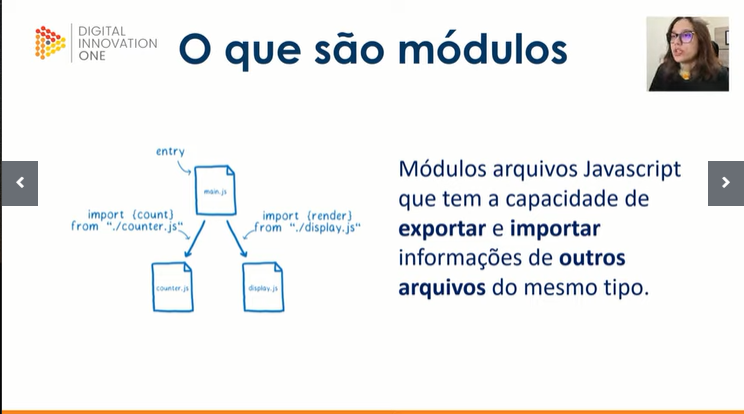 DIGITAL
INNOVATION
ONE
O que são módulos
entry
main.js
import {count}
from "./counter.js"
import {render}
from "./display.js"
counter.js
display.js
Módulos arquivos Javascript
que tem a capacidade de
exportar e importar
informações de outros
arquivos do mesmo tipo.